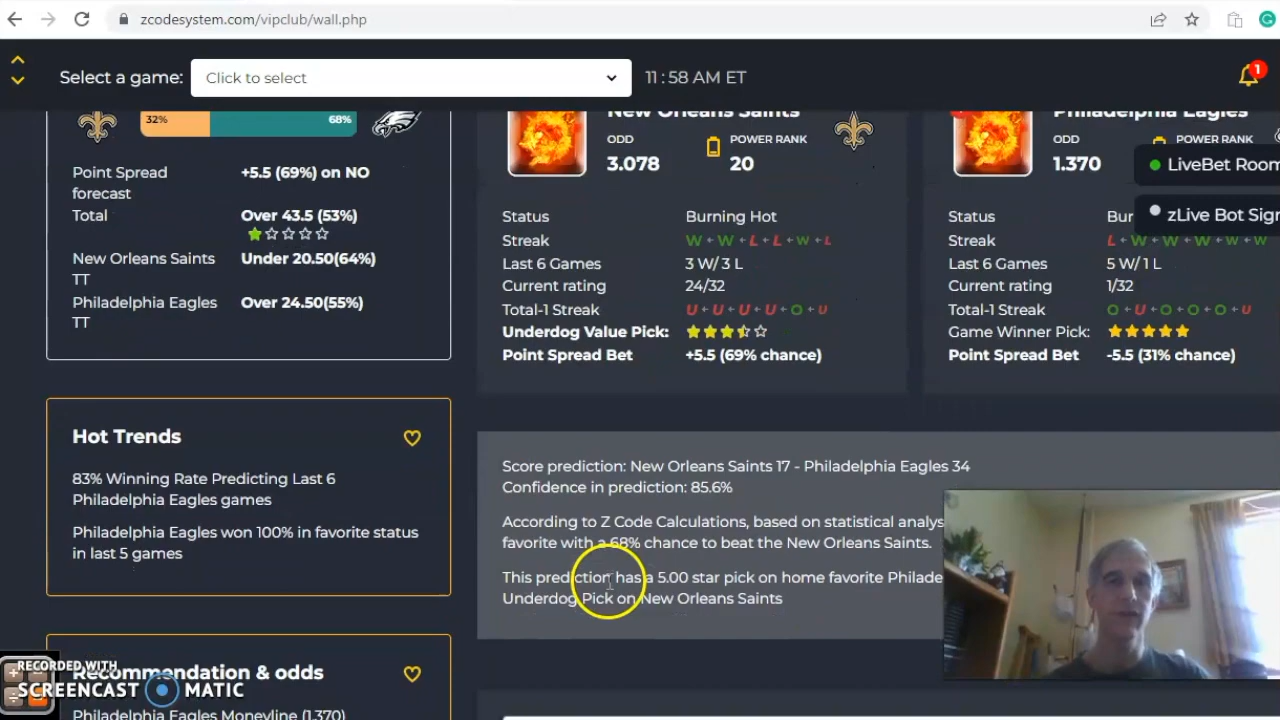 zcodesystem.com/vipclub/wall.php
Select a game: Click to select 11:58 AM ET
1
32% 68%
Point Spread forecast +5.5 (69%) on NO
Total Over 43.5 (53%)
New Orleans Saints TT Under 20.50(64%)
Philadelphia Eagles TT Over 24.50(55%)
New Orleans Saints
ODD POWER RANK
3.078 20
Status Burning Hot
Streak W W L L W L
Last 6 Games 3 W/ 3 L
Current rating 24/32
Total-1 Streak U U U U O U
Underdog Value Pick:
Point Spread Bet +5.5 (69% chance)
Philadelphia Eagles
ODD POWER RANK
1.370
LiveBet Room
zLive Bot Sig
Status Bur
Streak L W W W W W
Last 6 Games 5 W/ 1 L
Current rating 1/32
Total-1 Streak O U O O O U
Game Winner Pick:
Point Spread Bet -5.5 (31% chance)
Hot Trends
83% Winning Rate Predicting Last 6
Philadelphia Eagles games
Philadelphia Eagles won 100% in favorite status
in last 5 games
Score prediction: New Orleans Saints 17 - Philadelphia Eagles 34
Confidence in prediction: 85.6%
According to Z Code Calculations, based on statistical analys
favorite with a 68% chance to beat the New Orleans Saints.
This prediction has a 5.00 star pick on home favorite Philade
Underdog Pick on New Orleans Saints
Recommendation & odds
Philadelphia Eagles Moneyline (1.370)
RECORDED WITH
SCREENCAST MATIC